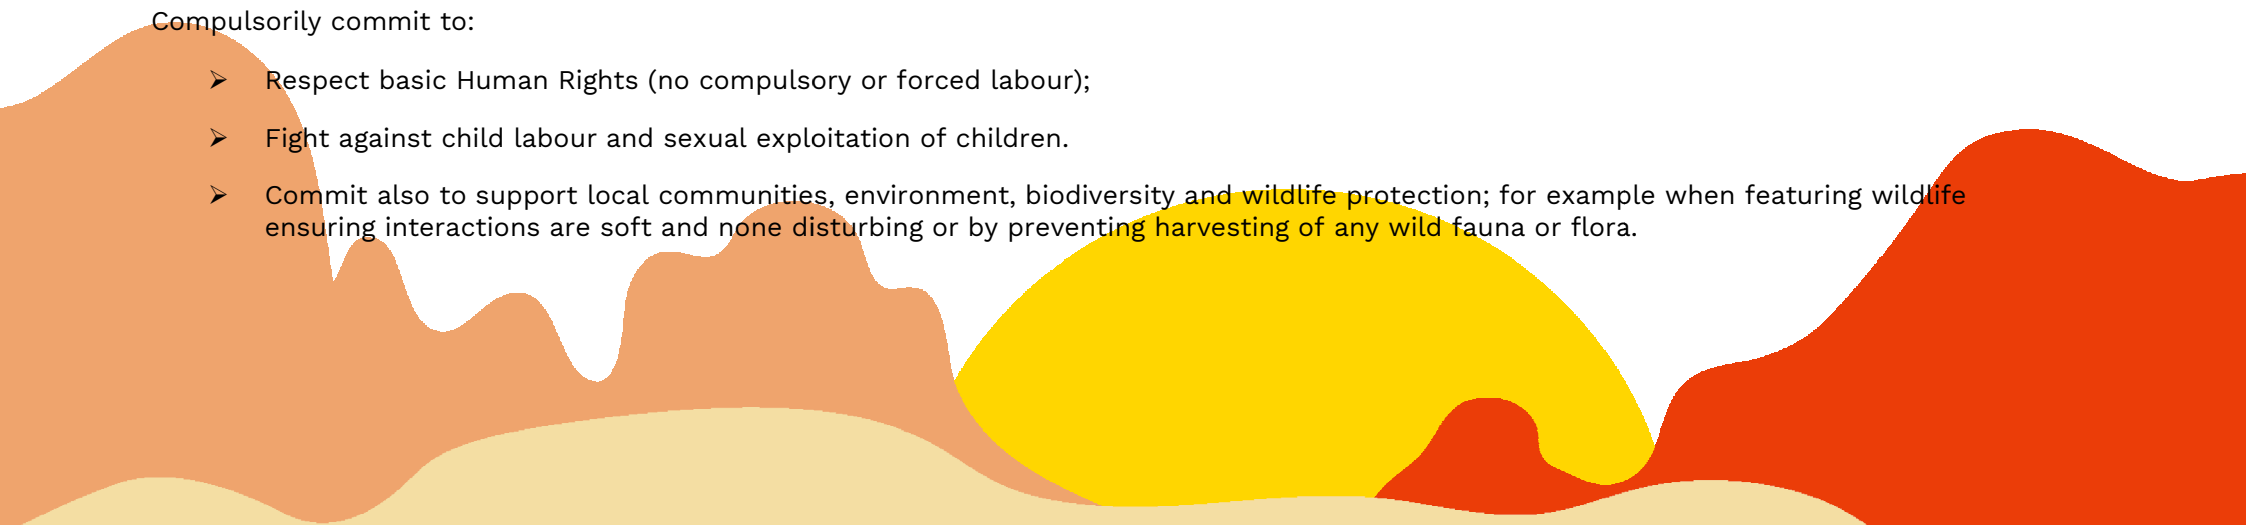 Compulsorily commit to:
➢ Respect basic Human Rights (no compulsory or forced labour);
➢ Fight against child labour and sexual exploitation of children.
➢ Commit also to support local communities, environment, biodiversity and wildlife protection; for example when featuring wildlife
ensuring interactions are soft and none disturbing or by preventing harvesting of any wild fauna or flora.